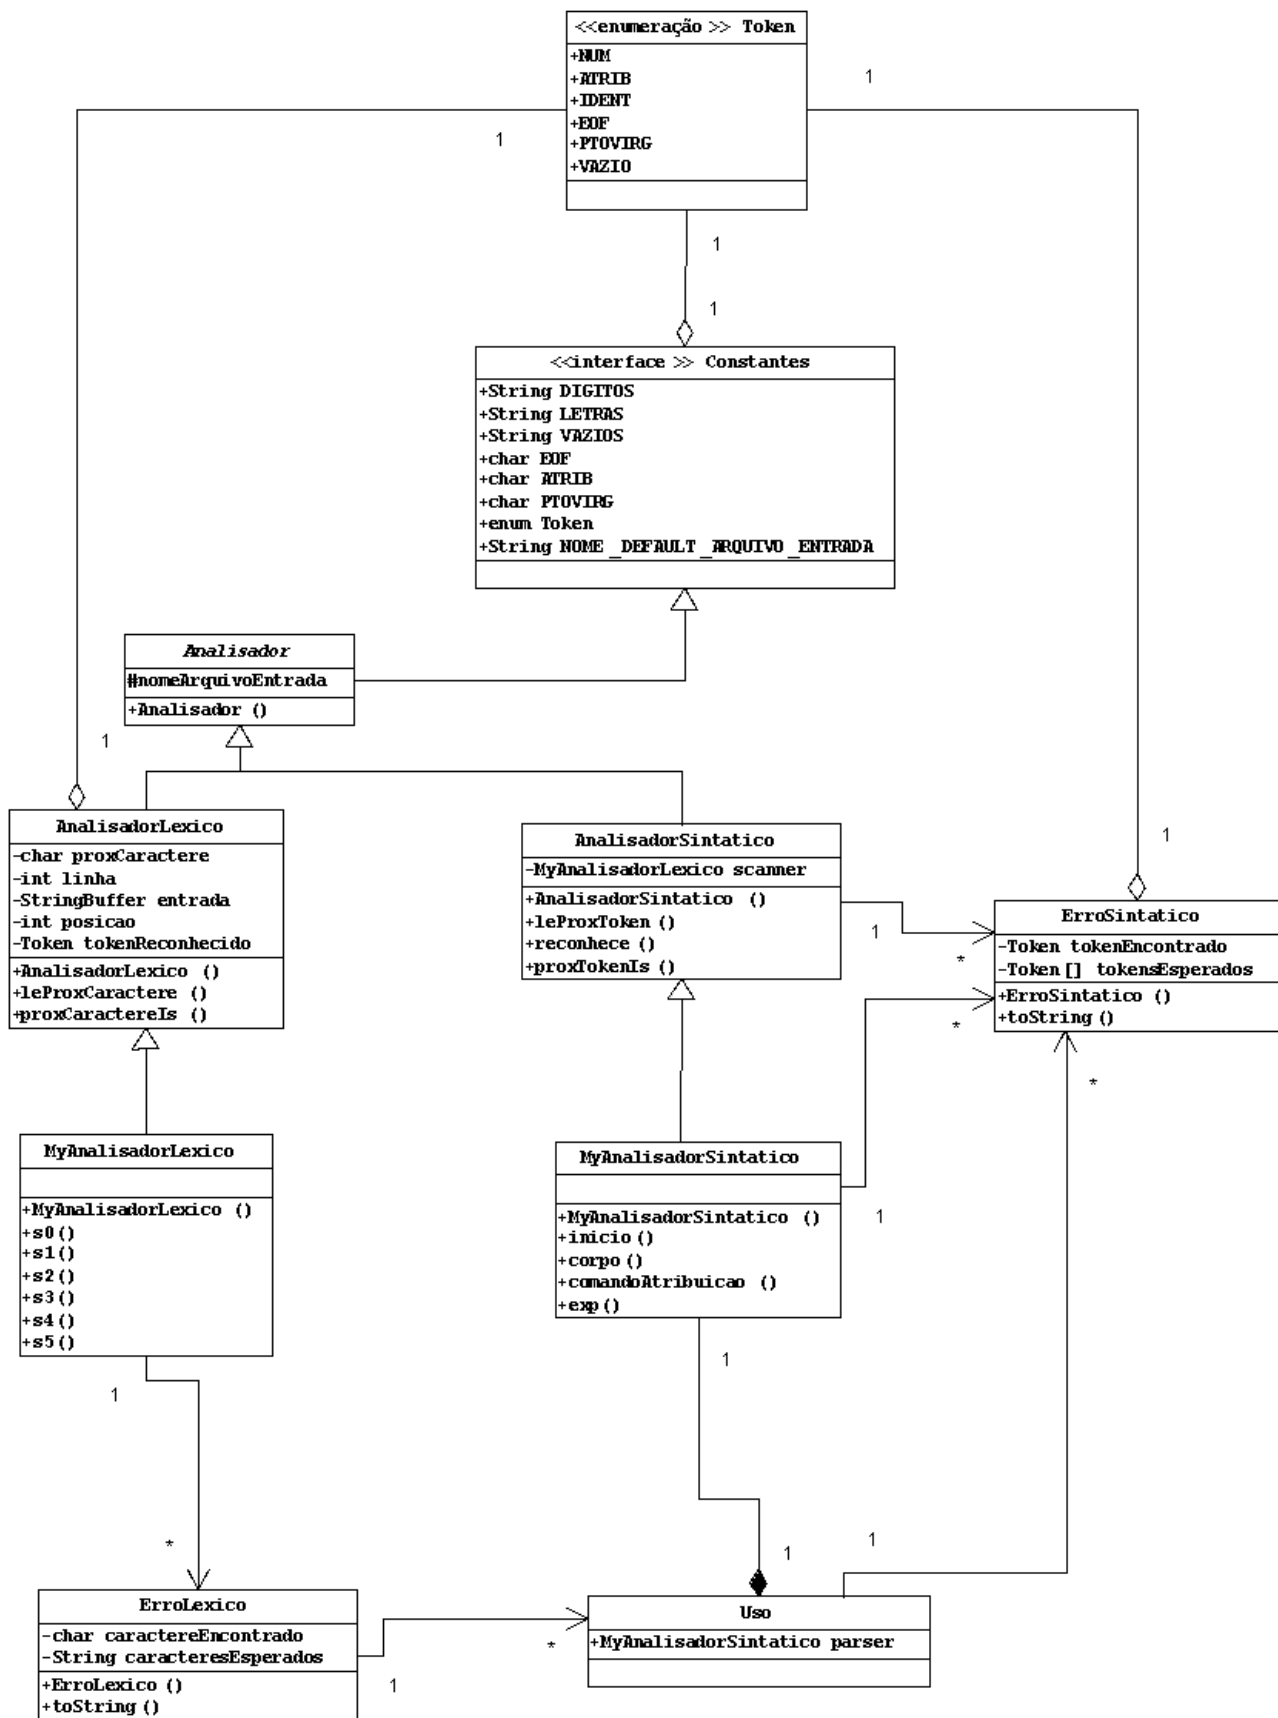 <<enumeração >> Token
+NUM
+ATRIB
+IDENT
+EOF
+PTOVIRG
+VAZIO
1
1
1
1
<<interface >> Constantes
+String DIGITOS
+String LETRAS
+String VAZIOS
+char EOF
+char ATRIB
+char PTOVIRG
+enum Token
+String NOME _DEFAULT _ARQUIVO _ENTRADA
Analisador
#nomeArquivoEntrada
+Analisador ()
1
AnalisadorLexico
-char proxCaractere
-int linha
-StringBuffer entrada
-int posicao
-Token tokenReconhecido
+AnalisadorLexico ()
+leProxCaractere ()
+proxCaractereIs ()
AnalisadorSintatico
-MyAnalisadorLexico scanner
+AnalisadorSintatico ()
+leProxToken ()
+reconhece ()
+proxTokenIs ()
1
1
*
ErroSintatico
-Token tokenEncontrado
-Token [] tokensEsperados
+ErroSintatico ()
+toString ()
*
*
MyAnalisadorLexico
+MyAnalisadorLexico ()
+s0 ()
+s1 ()
+s2 ()
+s3 ()
+s4 ()
+s5 ()
MyAnalisadorSintatico
+MyAnalisadorSintatico ()
+inicio ()
+corpo ()
+comandoAtribuicao ()
+exp ()
1
1
1
*
1
1
ErroLexico
-char caractereEncontrado
-String caracteresEsperados
+ErroLexico ()
+toString ()
*
1
Uso
+MyAnalisadorSintatico parser